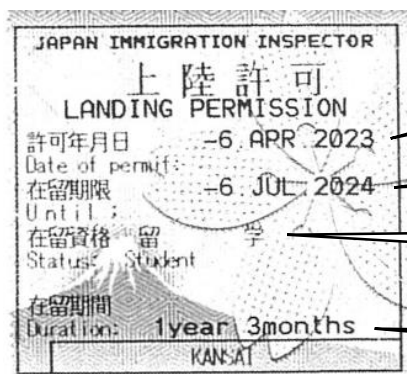 JAPAN IMMIGRATION INSPECTOR
上陸許可
LANDING PERMISSION
許可年月日 -6 APR 2023
Date of permit:
在留期限 -6 JUL 2024
Until :
在留資格 留 学
Status: Student
在留期間
Duration: 1year 3months
KANSAI